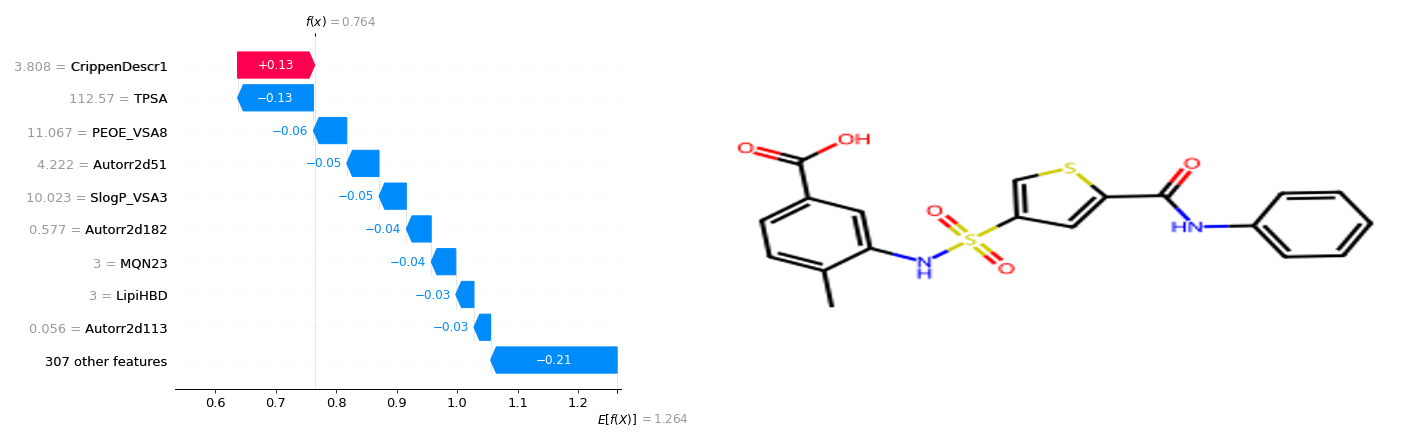 f(x) = 0.764
3.808 = CrippenDescr1
+0.13
112.57 = TPSA
−0.13
11.067 = PEOE_VSA8
−0.06
4.222 = Autorr2d51
−0.05
10.023 = SlogP_VSA3
−0.05
0.577 = Autorr2d182
−0.04
3 = MQN23
−0.04
3 = LipiHBD
−0.03
0.056 = Autorr2d113
−0.03
307 other features
−0.21
0.6 0.7 0.8 0.9 1.0 1.1 1.2
E[f(X)] = 1.264
O
OH
N
H
S
O
O
S
O
HN